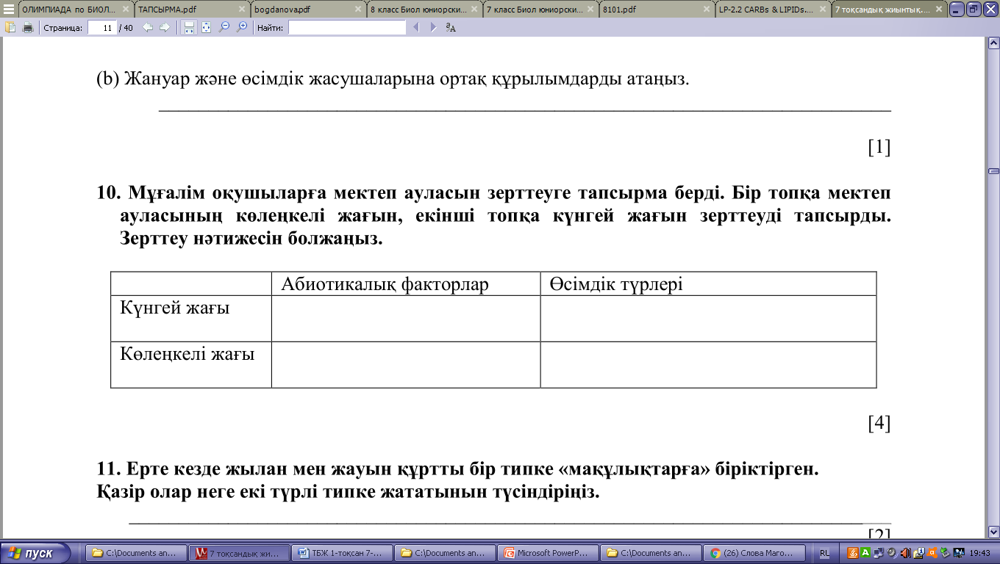 ОЛИМПИАДА по БИОЛ... ТАПСЫРМА.pdf bogdanova.pdf 8 класс Биол юниорски... 7 класс Биол юниорски... 8101.pdf LP-2.2 CARBs & LIPIDs.... 7 тоқсандық жиынтық....
Страница: 11 / 40 Найти:
(b) Жануар және өсімдік жасушаларына ортақ құрылымдарды атаңыз.
[1]
10. Мұғалім оқушыларға мектеп ауласын зерттеуге тапсырма берді. Бір топқа мектеп
ауласының көлеңкелі жағын, екінші топқа күнгей жағын зерттеуді тапсырды.
Зерттеу нәтижесін болжаңыз.
Абиотикалық факторлар Өсімдік түрлері
Күнгей жағы
Көлеңкелі жағы
[4]
11. Ерте кезде жылан мен жауын құртты бір типке «мақұлықтарға» біріктірген.
Қазір олар неге екі түрлі типке жататынын түсіндіріңіз.
[2]
пуск C:\Documents an... 7 тоқсандық жи... ТБЖ 1-тоқсан 7-... C:\Documents an... Microsoft PowerP... C:\Documents an... (26) Слова Маго... RL 19:43